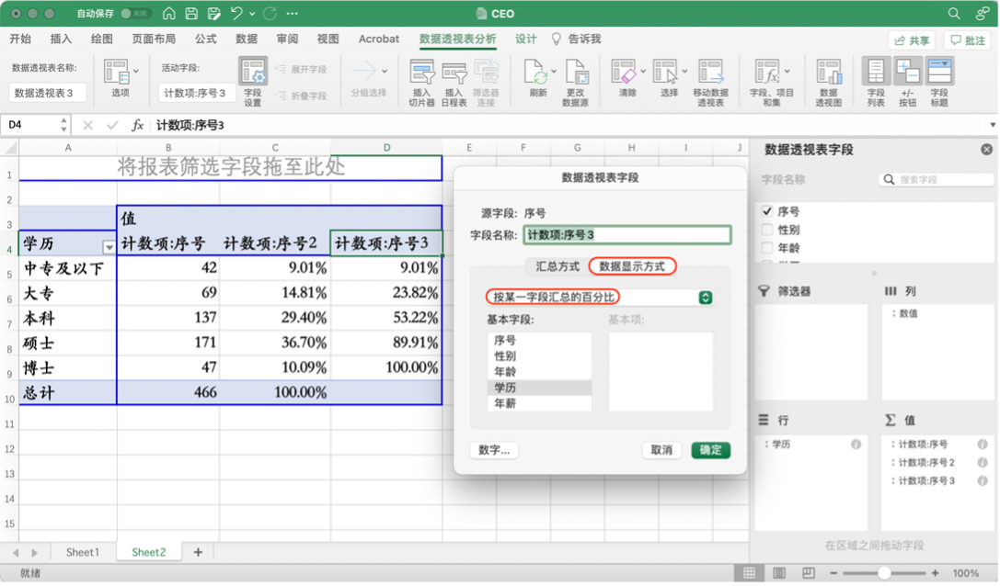 自动保存 关闭 CEO
开始 插入 绘图 页面布局 公式 数据 审阅 视图 Acrobat 数据透视表分析 设计 告诉我 共享 批注
数据透视表名称:
数据透视表3
选项
活动字段:
计数项:序号3
字段设置
展开字段
折叠字段
分组选择
插入切片器
插入日程表
筛选器连接
刷新
更改数据源
清除
选择
移动数据透视表
字段、项目和集
数据透视图
字段列表
+/-按钮
字段标题
D4 fx 计数项:序号3
A B C D E F G H I J
1 将报表筛选字段拖至此处
2
3 值
4 学历 计数项:序号 计数项:序号2 计数项:序号3
5 中专及以下 42 9.01% 9.01%
6 大专 69 14.81% 23.82%
7 本科 137 29.40% 53.22%
8 硕士 171 36.70% 89.91%
9 博士 47 10.09% 100.00%
10 总计 466 100.00%
11
12
13
14
15
数据透视表字段
源字段: 序号
字段名称: 计数项:序号3
汇总方式 数据显示方式
按某一字段汇总的百分比
基本字段: 基本项:
序号
性别
年龄
学历
年薪
数字... 取消 确定
数据透视表字段
字段名称 搜索字段
序号
性别
年龄
筛选器 列
数值
行 Σ 值
学历 计数项:序号
计数项:序号2
计数项:序号3
在区域之间拖动字段
Sheet1 Sheet2 +
就绪 100%